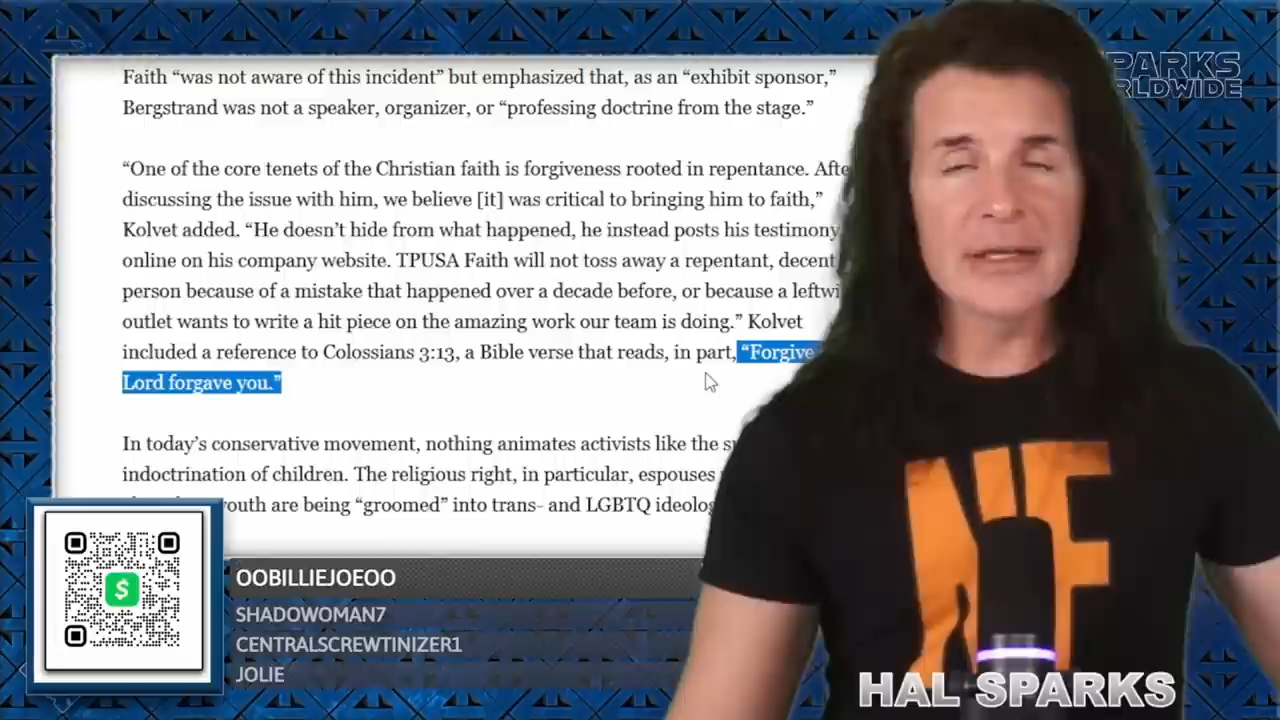 Faith “was not aware of this incident” but emphasized that, as an “exhibit sponsor,”
Bergstrand was not a speaker, organizer, or “professing doctrine from the stage.”
“One of the core tenets of the Christian faith is forgiveness rooted in repentance.
discussing the issue with him, we believe [it] was critical to bringing him to faith,”
Kolvet added. “He doesn’t hide from what happened, he instead posts his testimony
online on his company website. TPUSA Faith will not toss away a repentant, decent
person because of a mistake that happened over a decade before, or because a
outlet wants to write a hit piece on the amazing work our team is doing.” Kolvet
included a reference to Colossians 3:13, a Bible verse that reads, in part, “Forgive
Lord forgave you.”
In today’s conservative movement, nothing animates activists like the
indoctrination of children. The religious right, in particular, espouses
youth are being “groomed” into trans- and LGBTQ
OOBILLIEJOEOO
SHADOWOMAN7
CENTRALSCREWTINIZER1
JOLIE
HAL SPARKS